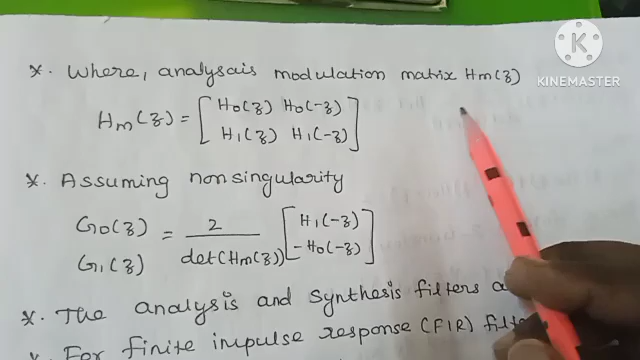 *. Where, analysais modulation matrix Hm(z)
Hm(z) = [ H0(z) H0(-z)
H1(z) H1(-z) ]
*. Assuming nonsingularity
G0(z) = 2 [ H1(-z)
G1(z) det(Hm(z)) -H0(-z) ]
*. The analysis and synthesis filters
*. For finite impulse response (FIR)
KINEMASTER